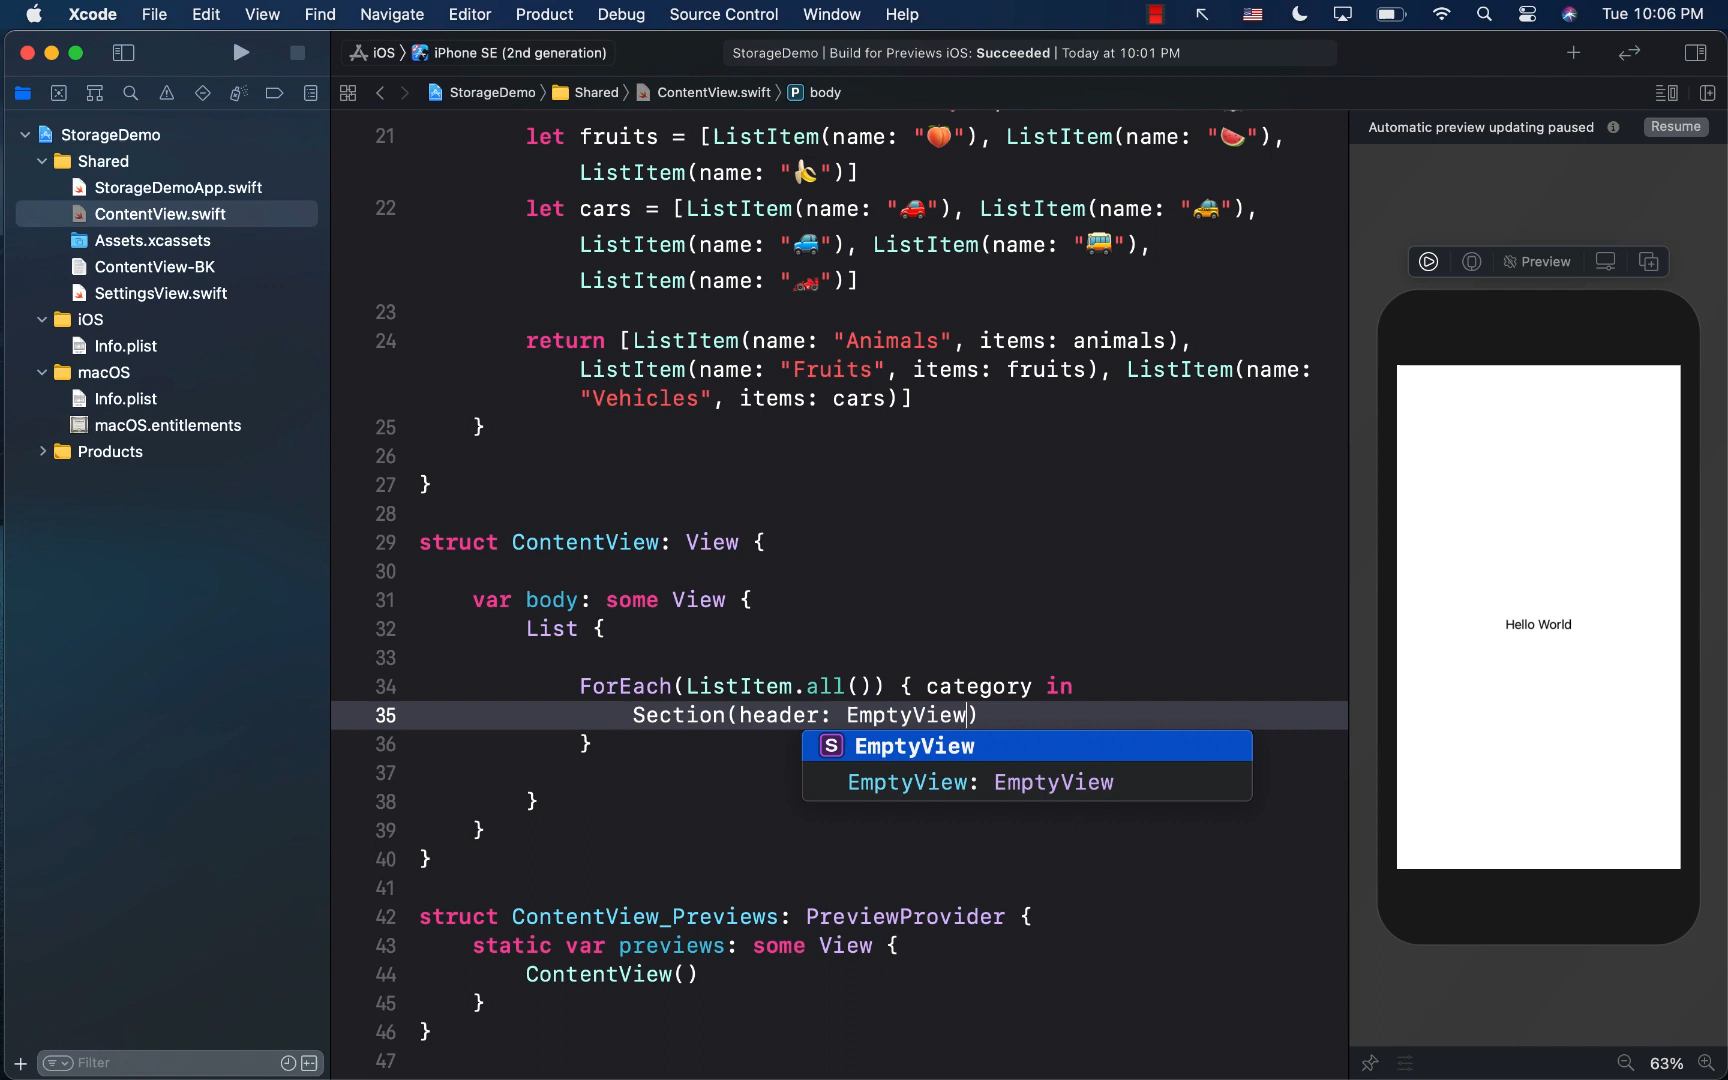 Xcode File Edit View Find Navigate Editor Product Debug Source Control Window Help Tue 10:06 PM
iOS 〉 iPhone SE (2nd generation) StorageDemo | Build for Previews iOS: Succeeded | Today at 10:01 PM
StorageDemo 〉 Shared 〉 ContentView.swift 〉 P body
StorageDemo
Shared
StorageDemoApp.swift
ContentView.swift
Assets.xcassets
ContentView-BK
SettingsView.swift
iOS
Info.plist
macOS
Info.plist
macOS.entitlements
Products
Filter
21 let fruits = [ListItem(name: "🍑"), ListItem(name: "🍉"),
ListItem(name: "🍌")]
22 let cars = [ListItem(name: "🚗"), ListItem(name: "🚕"),
ListItem(name: "🚙"), ListItem(name: "🚌"),
ListItem(name: "🏎")]
23
24 return [ListItem(name: "Animals", items: animals),
ListItem(name: "Fruits", items: fruits), ListItem(name:
"Vehicles", items: cars)]
25 }
26
27 }
28
29 struct ContentView: View {
30
31 var body: some View {
32 List {
33
34 ForEach(ListItem.all()) { category in
35 Section(header: EmptyView)
S EmptyView
EmptyView: EmptyView
36 }
37
38 }
39 }
40 }
41
42 struct ContentView_Previews: PreviewProvider {
43 static var previews: some View {
44 ContentView()
45 }
46 }
47
Automatic preview updating paused Resume
Preview
Hello World
63%